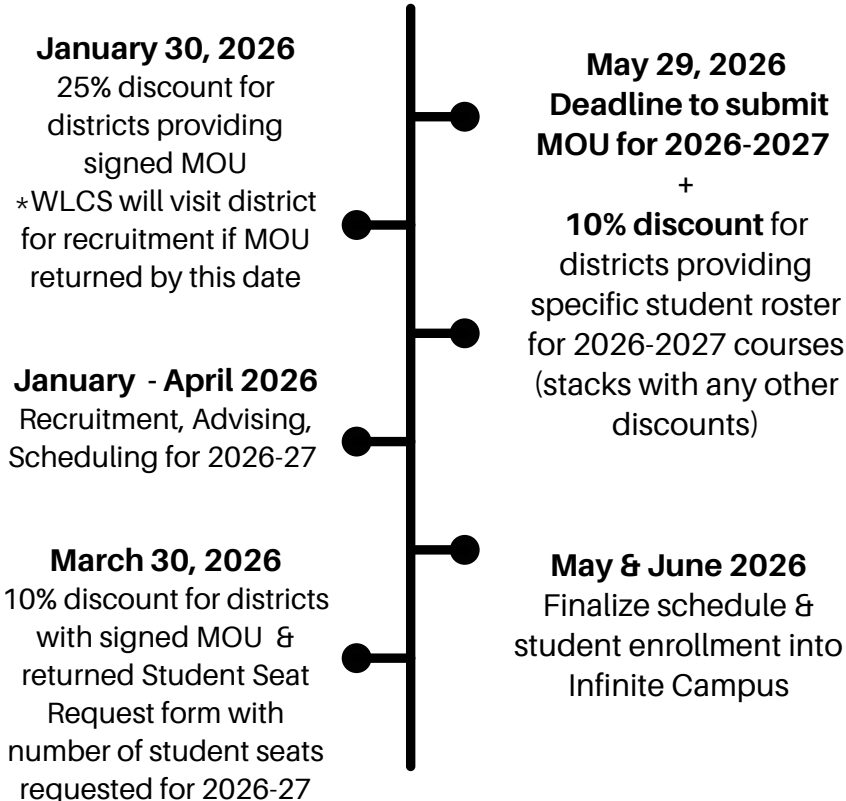 January 30, 2026
25% discount for
districts providing
signed MOU
*WLCS will visit district
for recruitment if MOU
returned by this date
January - April 2026
Recruitment, Advising,
Scheduling for 2026-27
March 30, 2026
10% discount for districts
with signed MOU &
returned Student Seat
Request form with
number of student seats
requested for 2026-27
May 29, 2026
Deadline to submit
MOU for 2026-2027
+
10% discount for
districts providing
specific student roster
for 2026-2027 courses
(stacks with any other
discounts)
May & June 2026
Finalize schedule &
student enrollment into
Infinite Campus